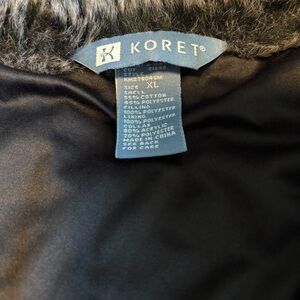 K KORET®
STYLE
SIZE XL
SHELL
55% COTTON
45% POLYESTER
FILLING
100% POLYESTER
LINING
100% POLYESTER
COLLAR
80% ACRYLIC
20% POLYESTER
MADE IN CHINA
SEE BACK
FOR CARE